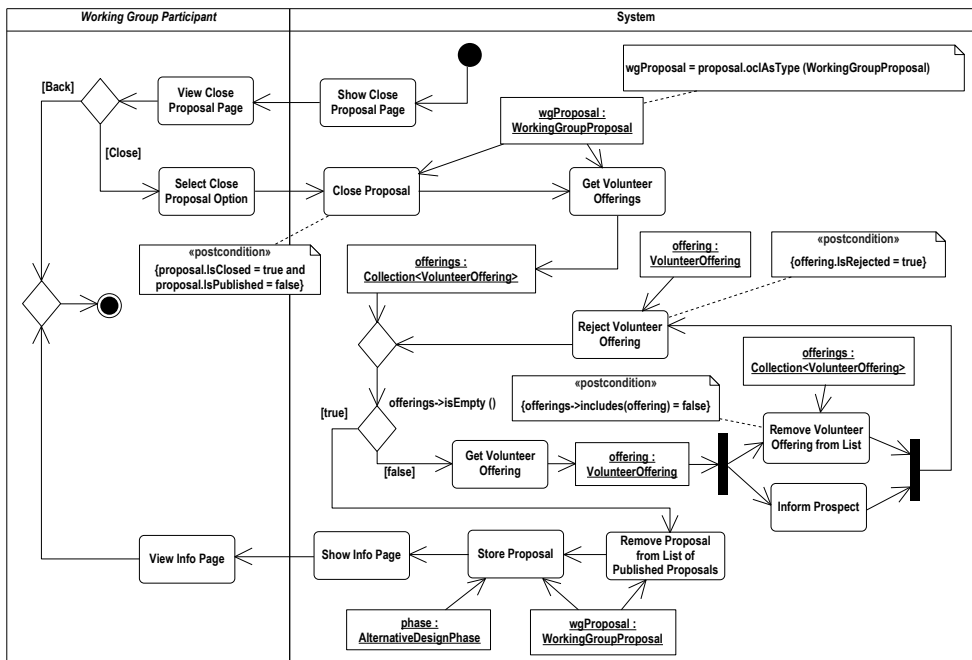 Working Group Participant
System
wgProposal = proposal.oclAsType (WorkingGroupProposal)
[Back]
View Close
Proposal Page
Show Close
Proposal Page
wgProposal :
WorkingGroupProposal
[Close]
Select Close
Proposal Option
Close Proposal
Get Volunteer
Offerings
«postcondition»
{proposal.IsClosed = true and
proposal.IsPublished = false}
offerings :
Collection<VolunteerOffering>
offering :
VolunteerOffering
«postcondition»
{offering.IsRejected = true}
Reject Volunteer
Offering
offerings :
Collection<VolunteerOffering>
«postcondition»
{offerings->includes(offering) = false}
offerings->isEmpty ()
[true]
[false]
Get Volunteer
Offering
offering :
VolunteerOffering
Remove Volunteer
Offering from List
Inform Prospect
View Info Page
Show Info Page
Store Proposal
Remove Proposal
from List of
Published Proposals
phase :
AlternativeDesignPhase
wgProposal :
WorkingGroupProposal